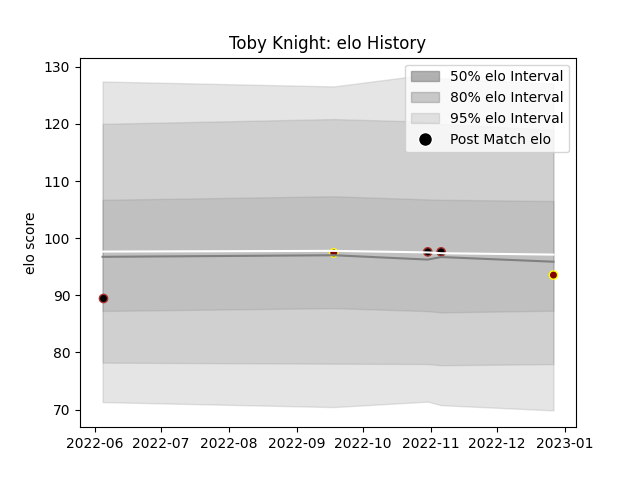 Toby Knight: elo History
130
120
110
100
90
80
70
elo score
50% elo Interval
80% elo Interval
95% elo Interval
Post Match elo
2022-06 2022-07 2022-08 2022-09 2022-10 2022-11 2022-12 2023-01